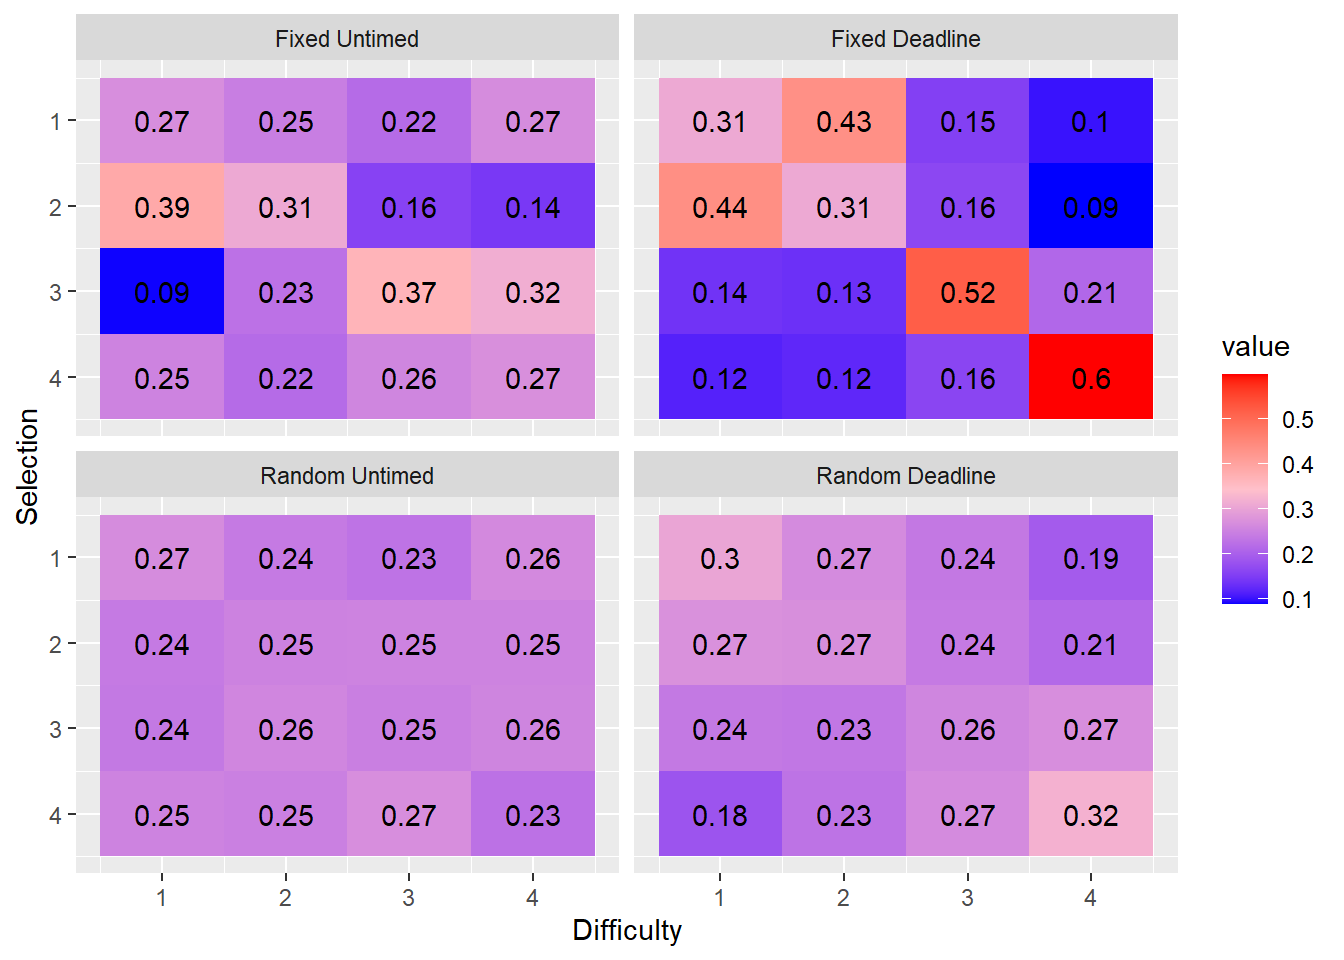 Fixed Untimed Fixed Deadline
1 0.27 0.25 0.22 0.27 0.31 0.43 0.15 0.1
2 0.39 0.31 0.16 0.14 0.44 0.31 0.16 0.09
3 0.09 0.23 0.37 0.32 0.14 0.13 0.52 0.21
4 0.25 0.22 0.26 0.27 0.12 0.12 0.16 0.6
Selection
Random Untimed Random Deadline
1 0.27 0.24 0.23 0.26 0.3 0.27 0.24 0.19
2 0.24 0.25 0.25 0.25 0.27 0.27 0.24 0.21
3 0.24 0.26 0.25 0.26 0.24 0.23 0.26 0.27
4 0.25 0.25 0.27 0.23 0.18 0.23 0.27 0.32
1 2 3 4 1 2 3 4
Difficulty
value
0.5
0.4
0.3
0.2
0.1